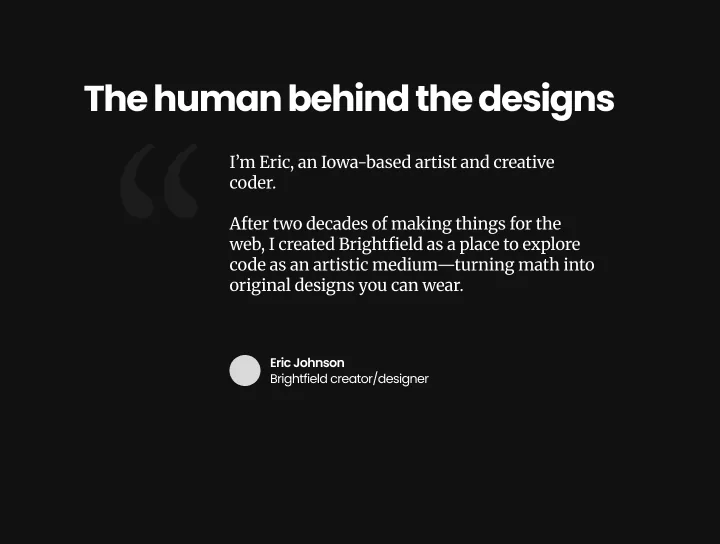 The human behind the designs
“
I’m Eric, an Iowa-based artist and creative
coder.
After two decades of making things for the
web, I created Brightfield as a place to explore
code as an artistic medium—turning math into
original designs you can wear.
Eric Johnson
Brightfield creator/designer